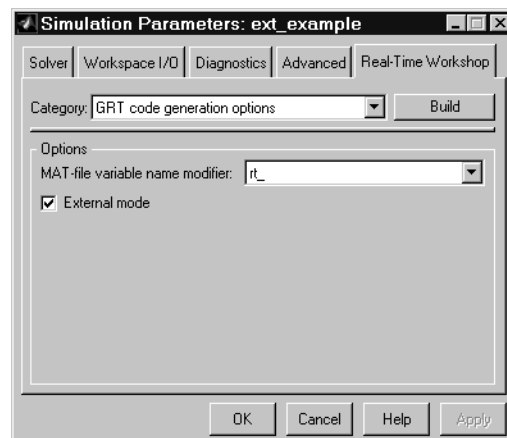 Simulation Parameters: ext_example
Solver Workspace I/O Diagnostics Advanced Real-Time Workshop
Category: GRT code generation options Build
Options
MAT-file variable name modifier: rt_
External mode
OK Cancel Help Apply